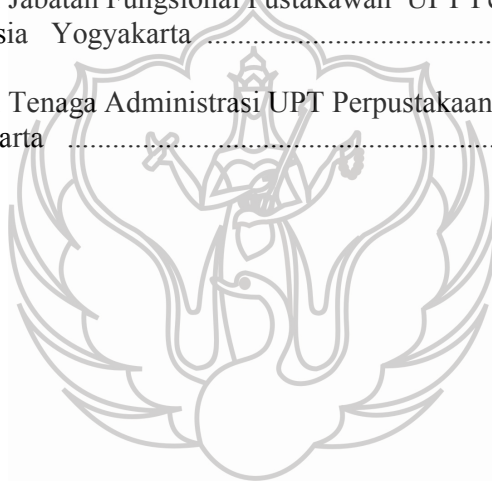 Jabatan Fungsional Pustakawan UPT
sia Yogyakarta ....................................
Tenaga Administrasi UPT Perpustakaan
arta ..........................................................